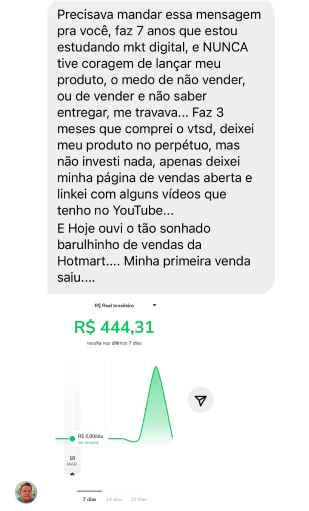 Precisava mandar essa mensagem
pra você, faz 7 anos que estou
estudando mkt digital, e NUNCA
tive coragem de lançar meu
produto, o medo de não vender,
ou de vender e não saber
entregar, me travava... Faz 3
meses que comprei o vtsd, deixei
meu produto no perpétuo, mas
não investi nada, apenas deixei
minha página de vendas aberta e
linkei com alguns vídeos que
tenho no YouTube...
E Hoje ouvi o tão sonhado
barulhinho de vendas da
Hotmart.... Minha primeira venda
saiu....
R$ Real brasileiro
R$ 444,31
receita nos últimos 7 dias
R$ 0,00/dia
ver resumo
18
MAR
7 dias 14 dias 30 dias